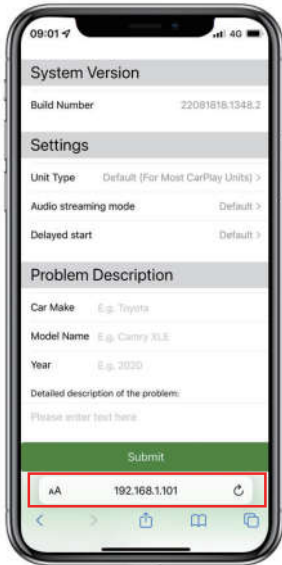 09:01 4G
System Version
Build Number 22081618.1348.2
Settings
Unit Type Default (For Most CarPlay Units) >
Audio streaming mode Default >
Delayed start Default >
Problem Description
Car Make E.g. Toyota
Model Name E.g. Camry XLE
Year E.g. 2020
Detailed description of the problem:
Please enter text here
Submit
AA 192.168.1.101